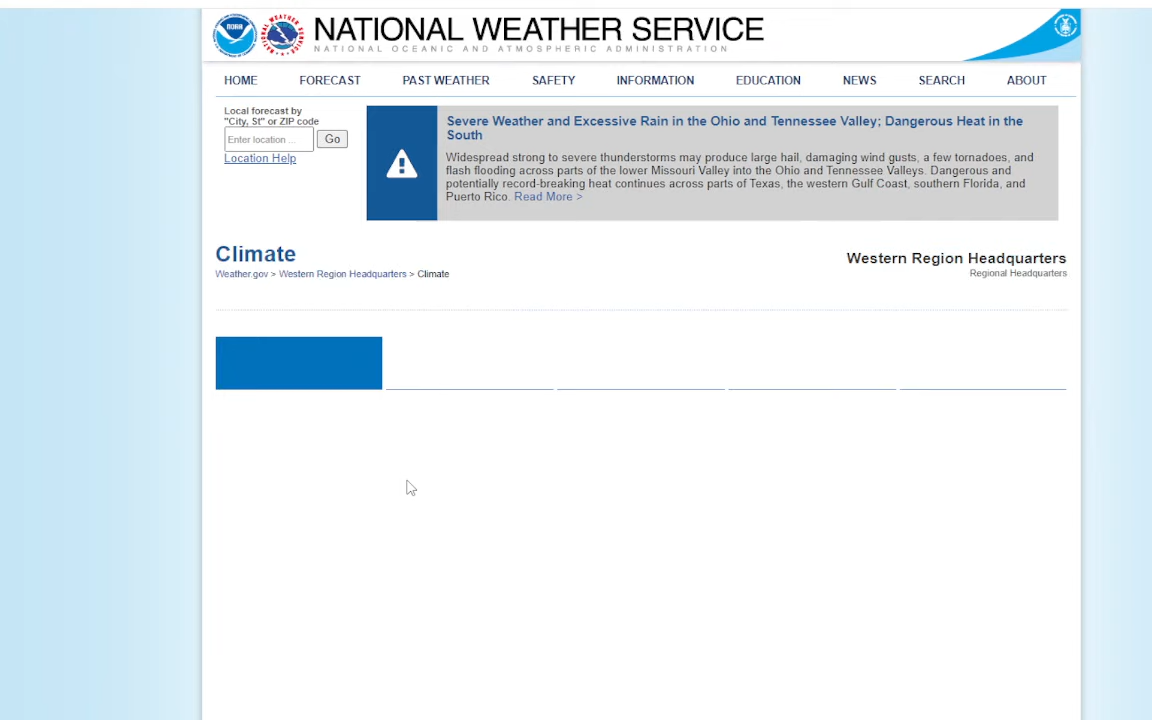 NATIONAL WEATHER SERVICE
NATIONAL OCEANIC AND ATMOSPHERIC ADMINISTRATION
HOME FORECAST PAST WEATHER SAFETY INFORMATION EDUCATION NEWS SEARCH ABOUT
Local forecast by
"City, St" or ZIP code
Enter location ... Go
Location Help
Severe Weather and Excessive Rain in the Ohio and Tennessee Valley; Dangerous Heat in the
South
Widespread strong to severe thunderstorms may produce large hail, damaging wind gusts, a few tornadoes, and
flash flooding across parts of the lower Missouri Valley into the Ohio and Tennessee Valleys. Dangerous and
potentially record-breaking heat continues across parts of Texas, the western Gulf Coast, southern Florida, and
Puerto Rico. Read More >
Climate
Weather.gov > Western Region Headquarters > Climate
Western Region Headquarters
Regional Headquarters